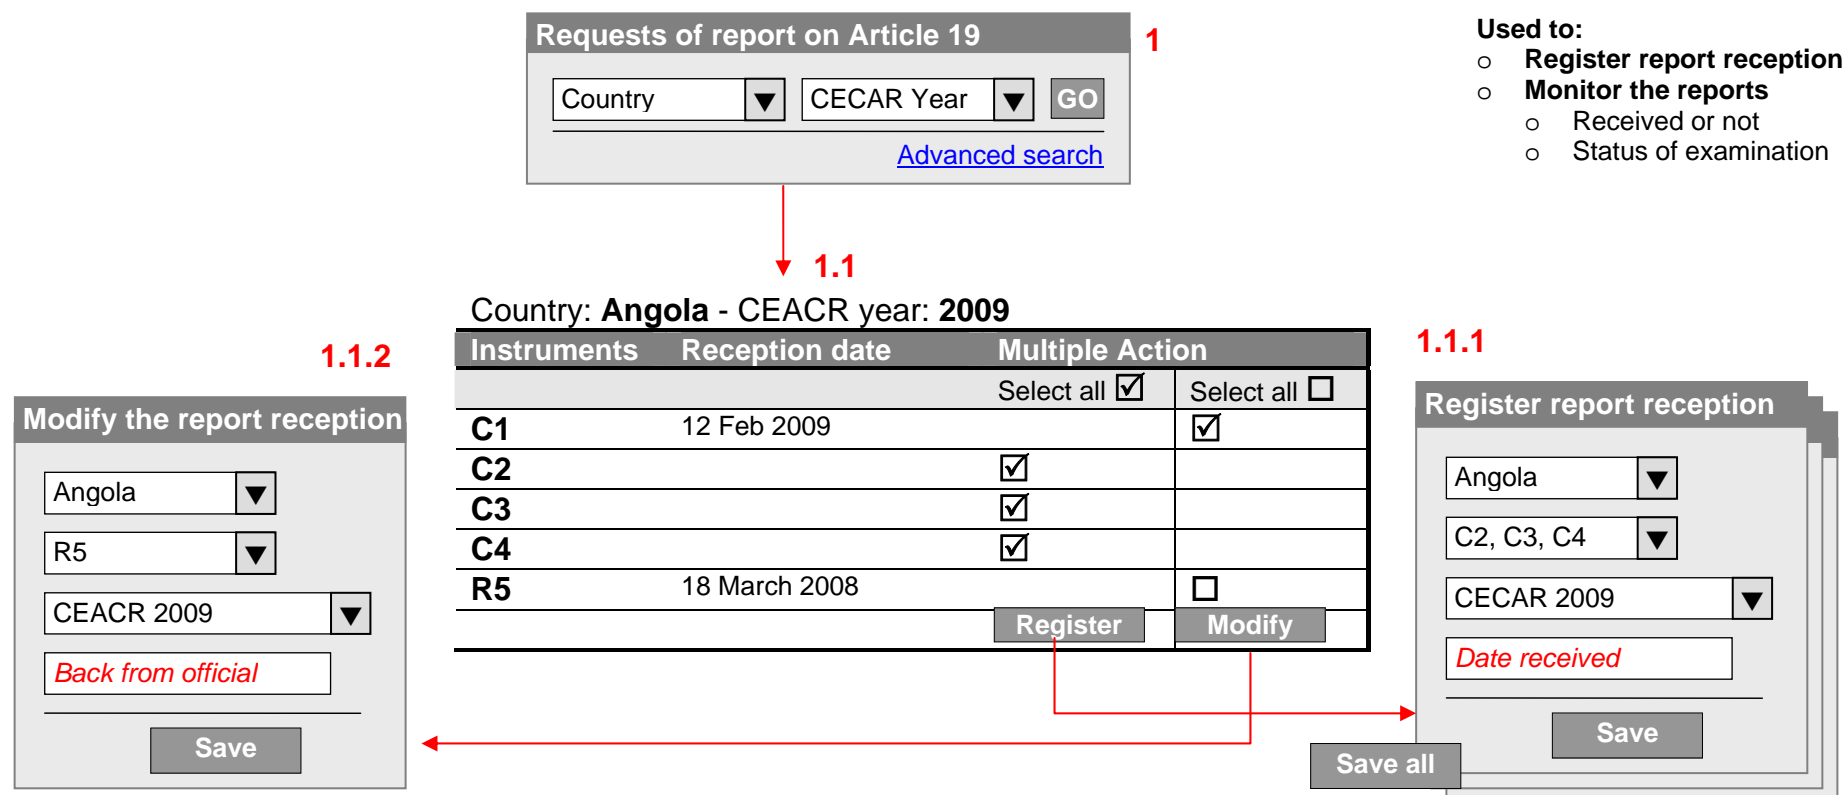 Requests of report on Article 19
1
Country
CECAR Year
GO
Advanced search
Used to:
o Register report reception
o Monitor the reports
o Received or not
o Status of examination
1.1
Country: Angola - CEACR year: 2009
Instruments Reception date Multiple Action
Select all Select all
C1 12 Feb 2009
C2
C3
C4
R5 18 March 2008
Register Modify
1.1.2
Modify the report reception
Angola
R5
CEACR 2009
Back from official
Save
1.1.1
Register report reception
Angola
C2, C3, C4
CECAR 2009
Date received
Save
Save all